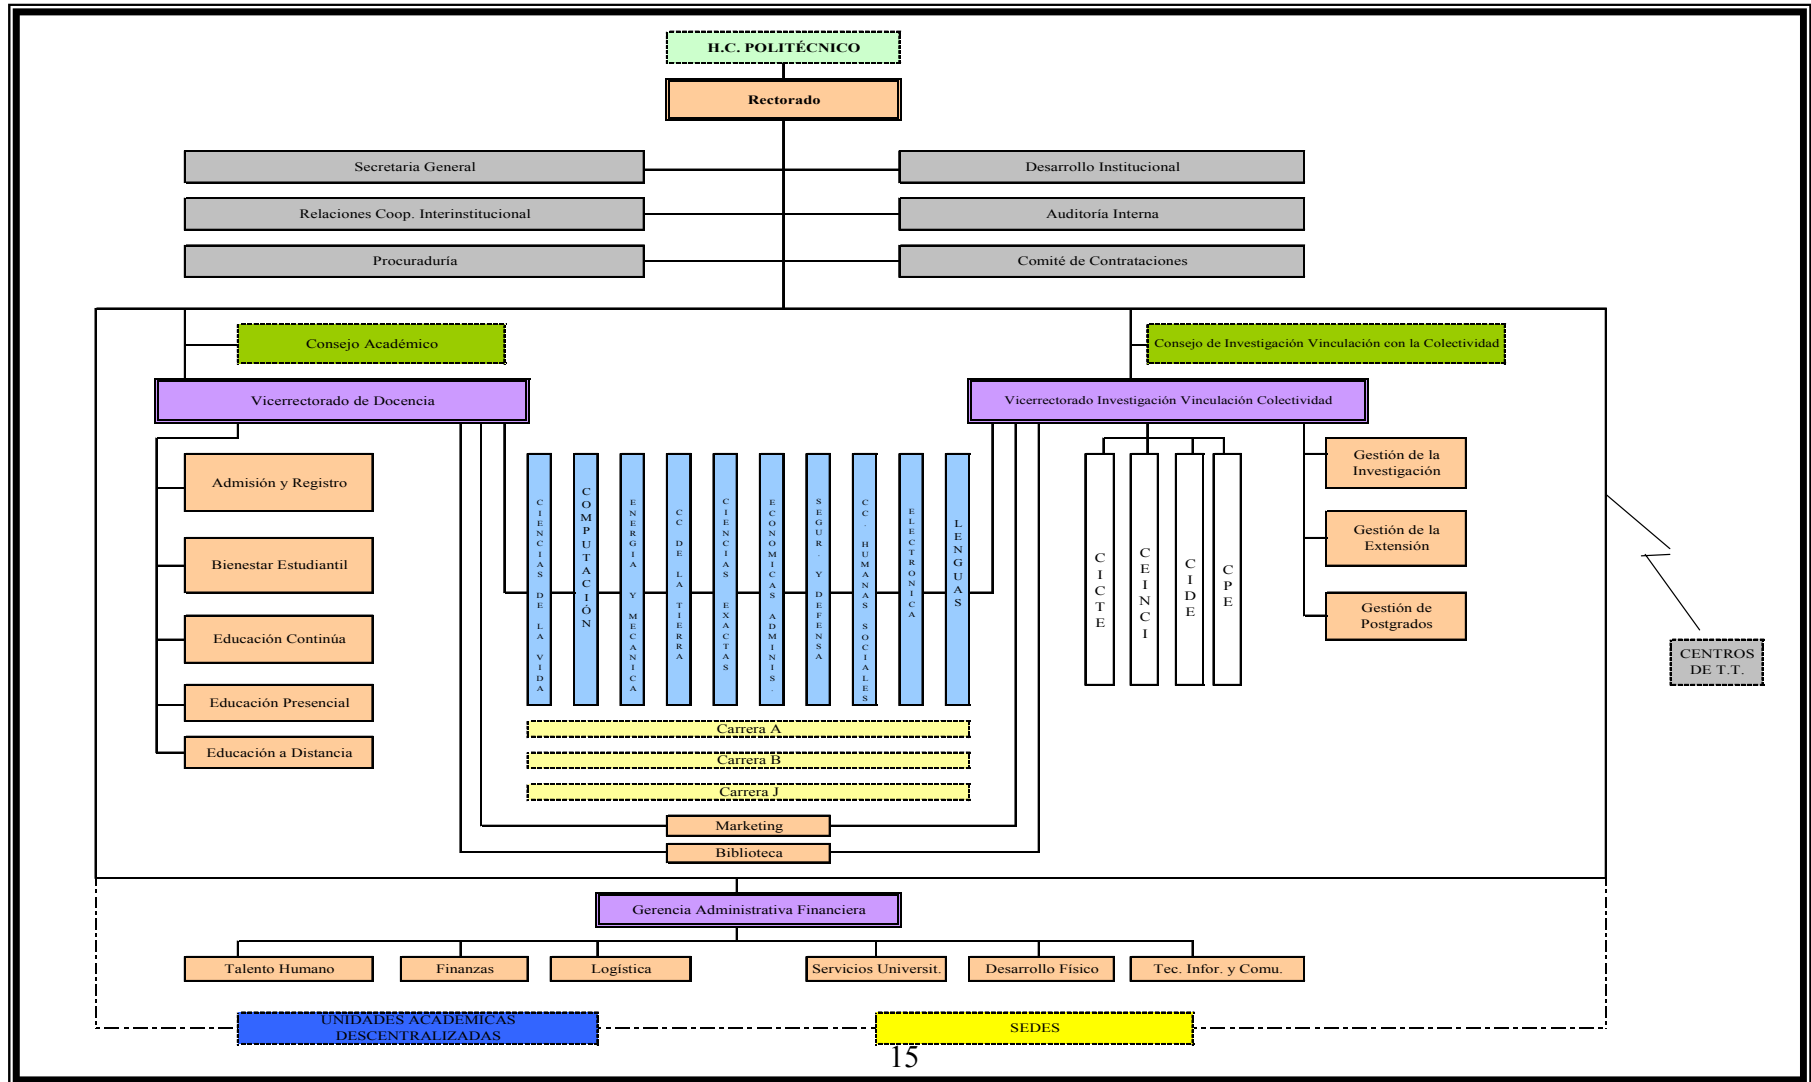 H.C. POLITÉCNICO
Rectorado
Secretaria General
Desarrollo Institucional
Relaciones Coop. Interinstitucional
Auditoría Interna
Procuraduría
Comité de Contrataciones
Consejo Académico
Consejo de Investigación Vinculación con la Colectividad
Vicerrectorado de Docencia
Vicerrectorado Investigación Vinculación Colectividad
Admisión y Registro
Bienestar Estudiantil
Educación Continúa
Educación Presencial
Educación a Distancia
CIENCIAS DE LA VIDA
COMPUTACIÓN
ENERGIA Y MECANICA
CC DE LA TIERRA
CIENCIAS EXACTAS
ECONOMICAS ADMINIS.
SEGUR. Y DEFENSA
CC. HUMANAS SOCIALES
ELECTRONICA
LENGUAS
CICTE
CEINCI
CIDE
CPE
Gestión de la
Investigación
Gestión de la
Extensión
Gestión de
Postgrados
CENTROS
DE T.T.
Carrera A
Carrera B
Carrera J
Marketing
Biblioteca
Gerencia Administrativa Financiera
Talento Humano
Finanzas
Logística
Servicios Universit.
Desarrollo Físico
Tec. Infor. y Comu.
UNIDADES ACADÉMICAS
DESCENTRALIZADAS
SEDES
15